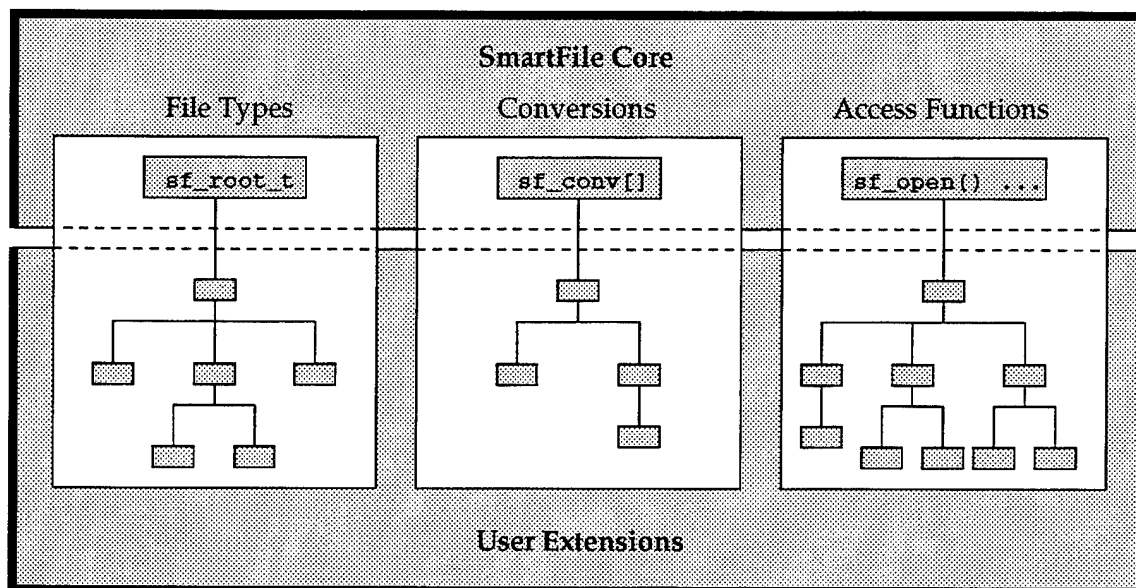 SmartFile Core
File Types Conversions Access Functions
sf_root_t sf_conv[] sf_open() ...
User Extensions